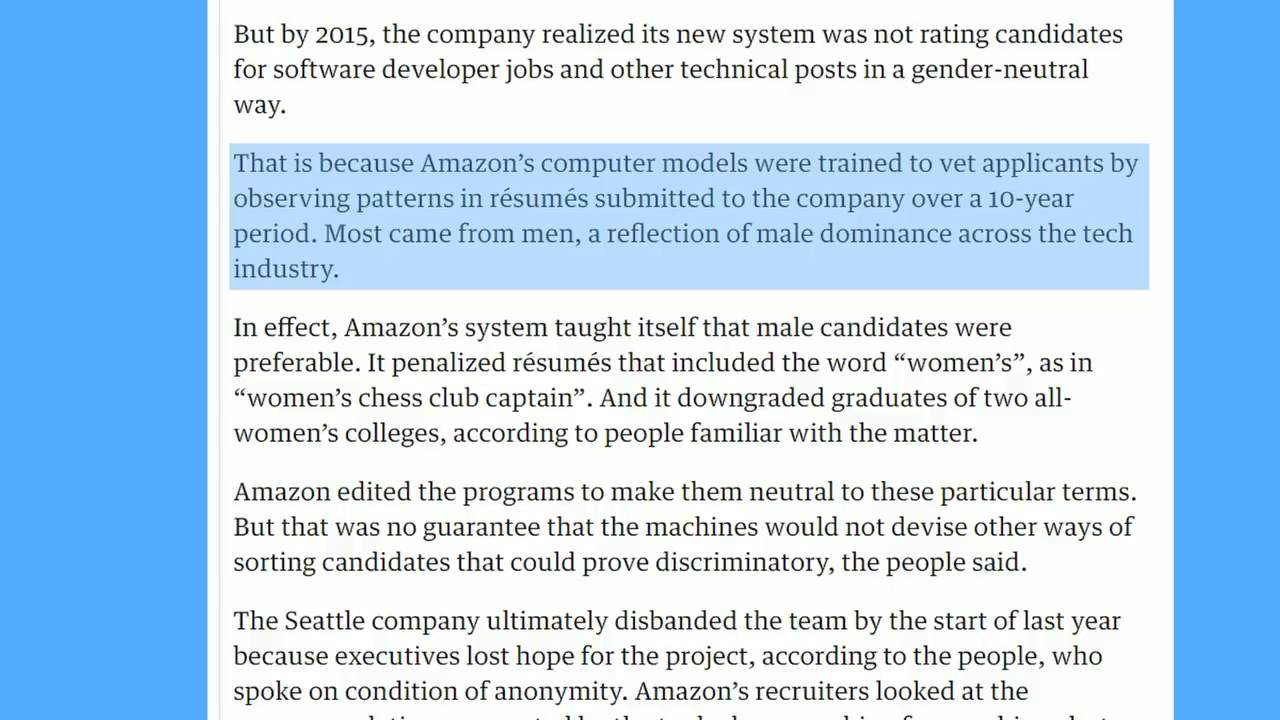 But by 2015, the company realized its new system was not rating candidates
for software developer jobs and other technical posts in a gender-neutral
way.
That is because Amazon’s computer models were trained to vet applicants by
observing patterns in résumés submitted to the company over a 10-year
period. Most came from men, a reflection of male dominance across the tech
industry.
In effect, Amazon’s system taught itself that male candidates were
preferable. It penalized résumés that included the word “women’s”, as in
“women’s chess club captain”. And it downgraded graduates of two all-
women’s colleges, according to people familiar with the matter.
Amazon edited the programs to make them neutral to these particular terms.
But that was no guarantee that the machines would not devise other ways of
sorting candidates that could prove discriminatory, the people said.
The Seattle company ultimately disbanded the team by the start of last year
because executives lost hope for the project, according to the people, who
spoke on condition of anonymity. Amazon’s recruiters looked at the